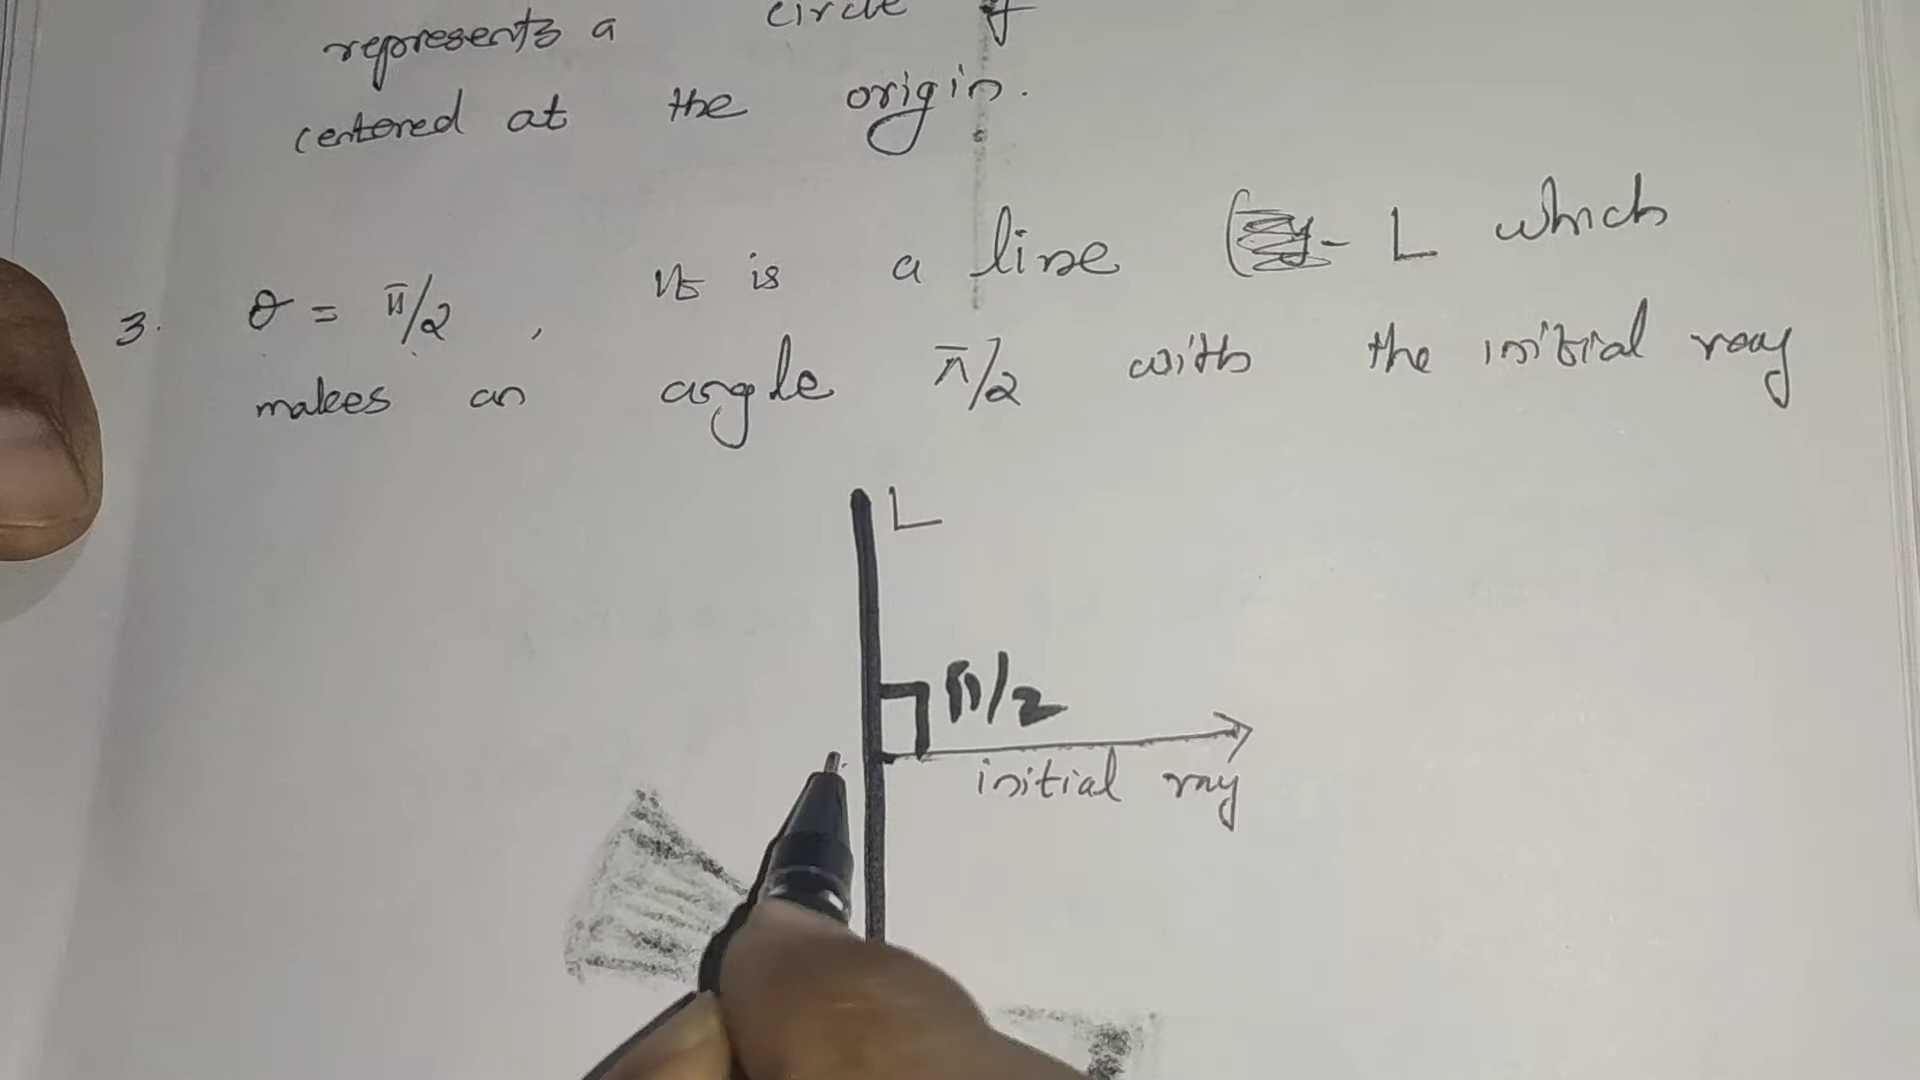 represents a circle of
centered at the origin.
3. θ = π/2 , It is a line L which
makes an angle π/2 with the initial ray
L
π/2
initial ray